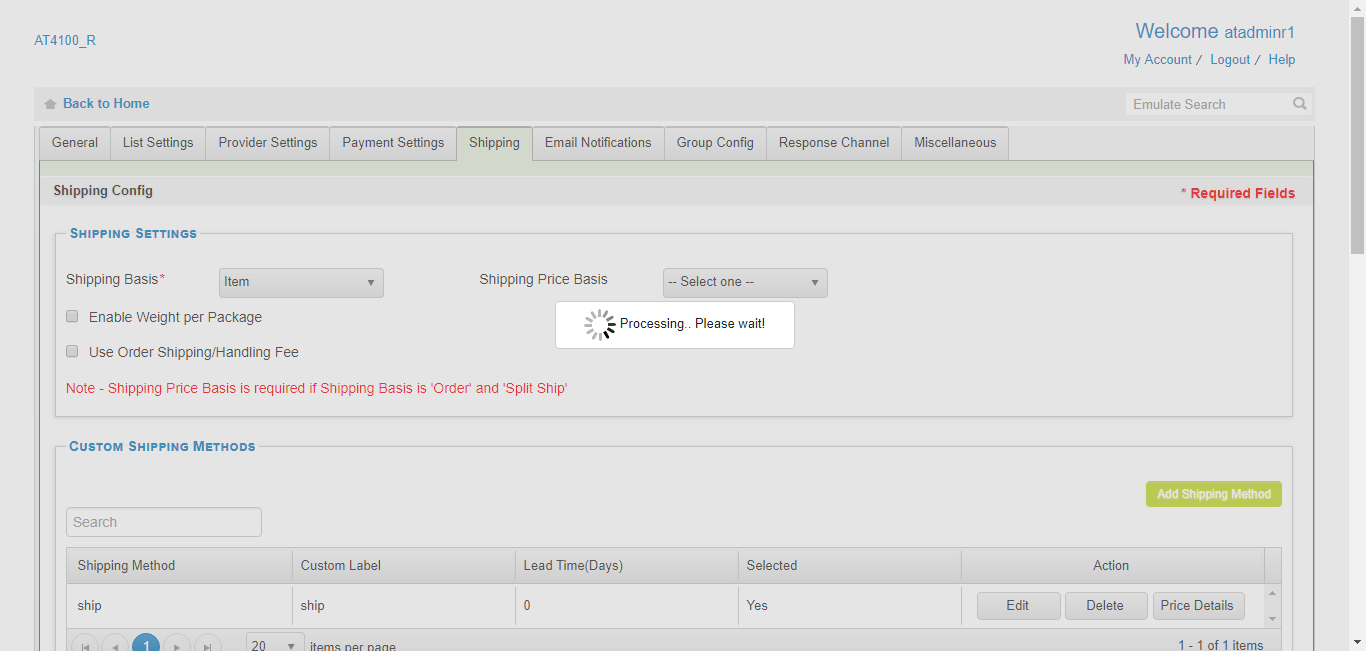 Welcome atadminr1
AT4100_R
My Account / Logout / Help
Back to Home
Emulate Search
General List Settings Provider Settings Payment Settings Shipping Email Notifications Group Config Response Channel Miscellaneous
Shipping Config
* Required Fields
Shipping Settings
Shipping Basis* Item Shipping Price Basis -- Select one --
Enable Weight per Package
Processing.. Please wait!
Use Order Shipping/Handling Fee
Note - Shipping Price Basis is required if Shipping Basis is 'Order' and 'Split Ship'
Custom Shipping Methods
Add Shipping Method
Search
Shipping Method Custom Label Lead Time(Days) Selected Action
ship ship 0 Yes Edit Delete Price Details
1 20 items per page 1 - 1 of 1 items